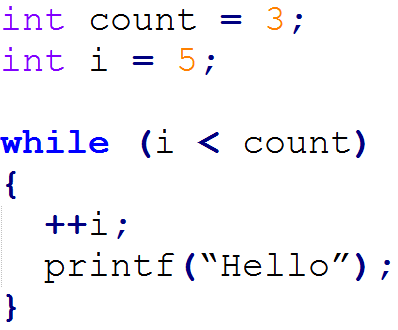 int count = 3;
int i = 5;
while (i < count)
{
++i;
printf(“Hello”);
}